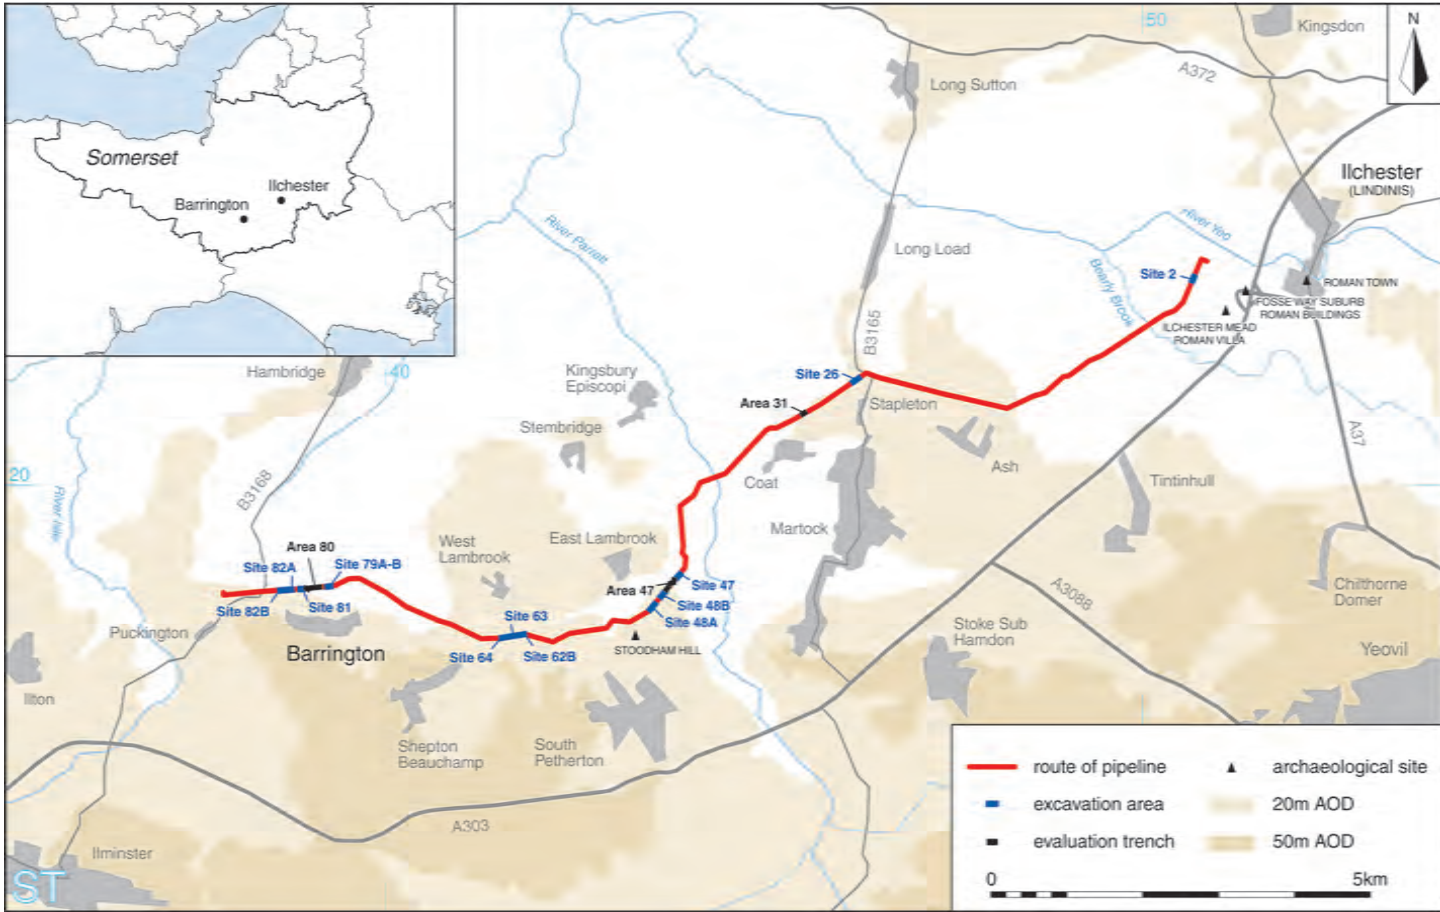 50
Kingsdon
N
A372
Long Sutton
Somerset
Ilchester
Barrington
Ilchester
(LINDINIS)
River Parrett
River Yeo
Long Load
Bearly Brook
Site 2
ROMAN TOWN
FOSSE WAY SUBURB
ROMAN BUILDINGS
ILCHESTER MEAD
ROMAN VILLA
B3165
Hambridge
40
Kingsbury
Episcopi
Site 26
Area 31
Stapleton
Stembridge
A37
20
B3168
River Isle
Coat
Ash
Tintinhull
Martock
West
Lambrook
East Lambrook
Area 80
Site 82A
Site 79A-B
Area 47
Site 47
Site 82B
Site 81
Site 48B
Site 48A
A3088
Chilthorne
Domer
Puckington
Barrington
Site 63
Site 64
Site 62B
STOODHAM HILL
Stoke Sub
Hamdon
Yeovil
Ilton
Shepton
Beauchamp
South
Petherton
A303
Ilminster
ST
route of pipeline
archaeological site
excavation area
20m AOD
evaluation trench
50m AOD
0
5km